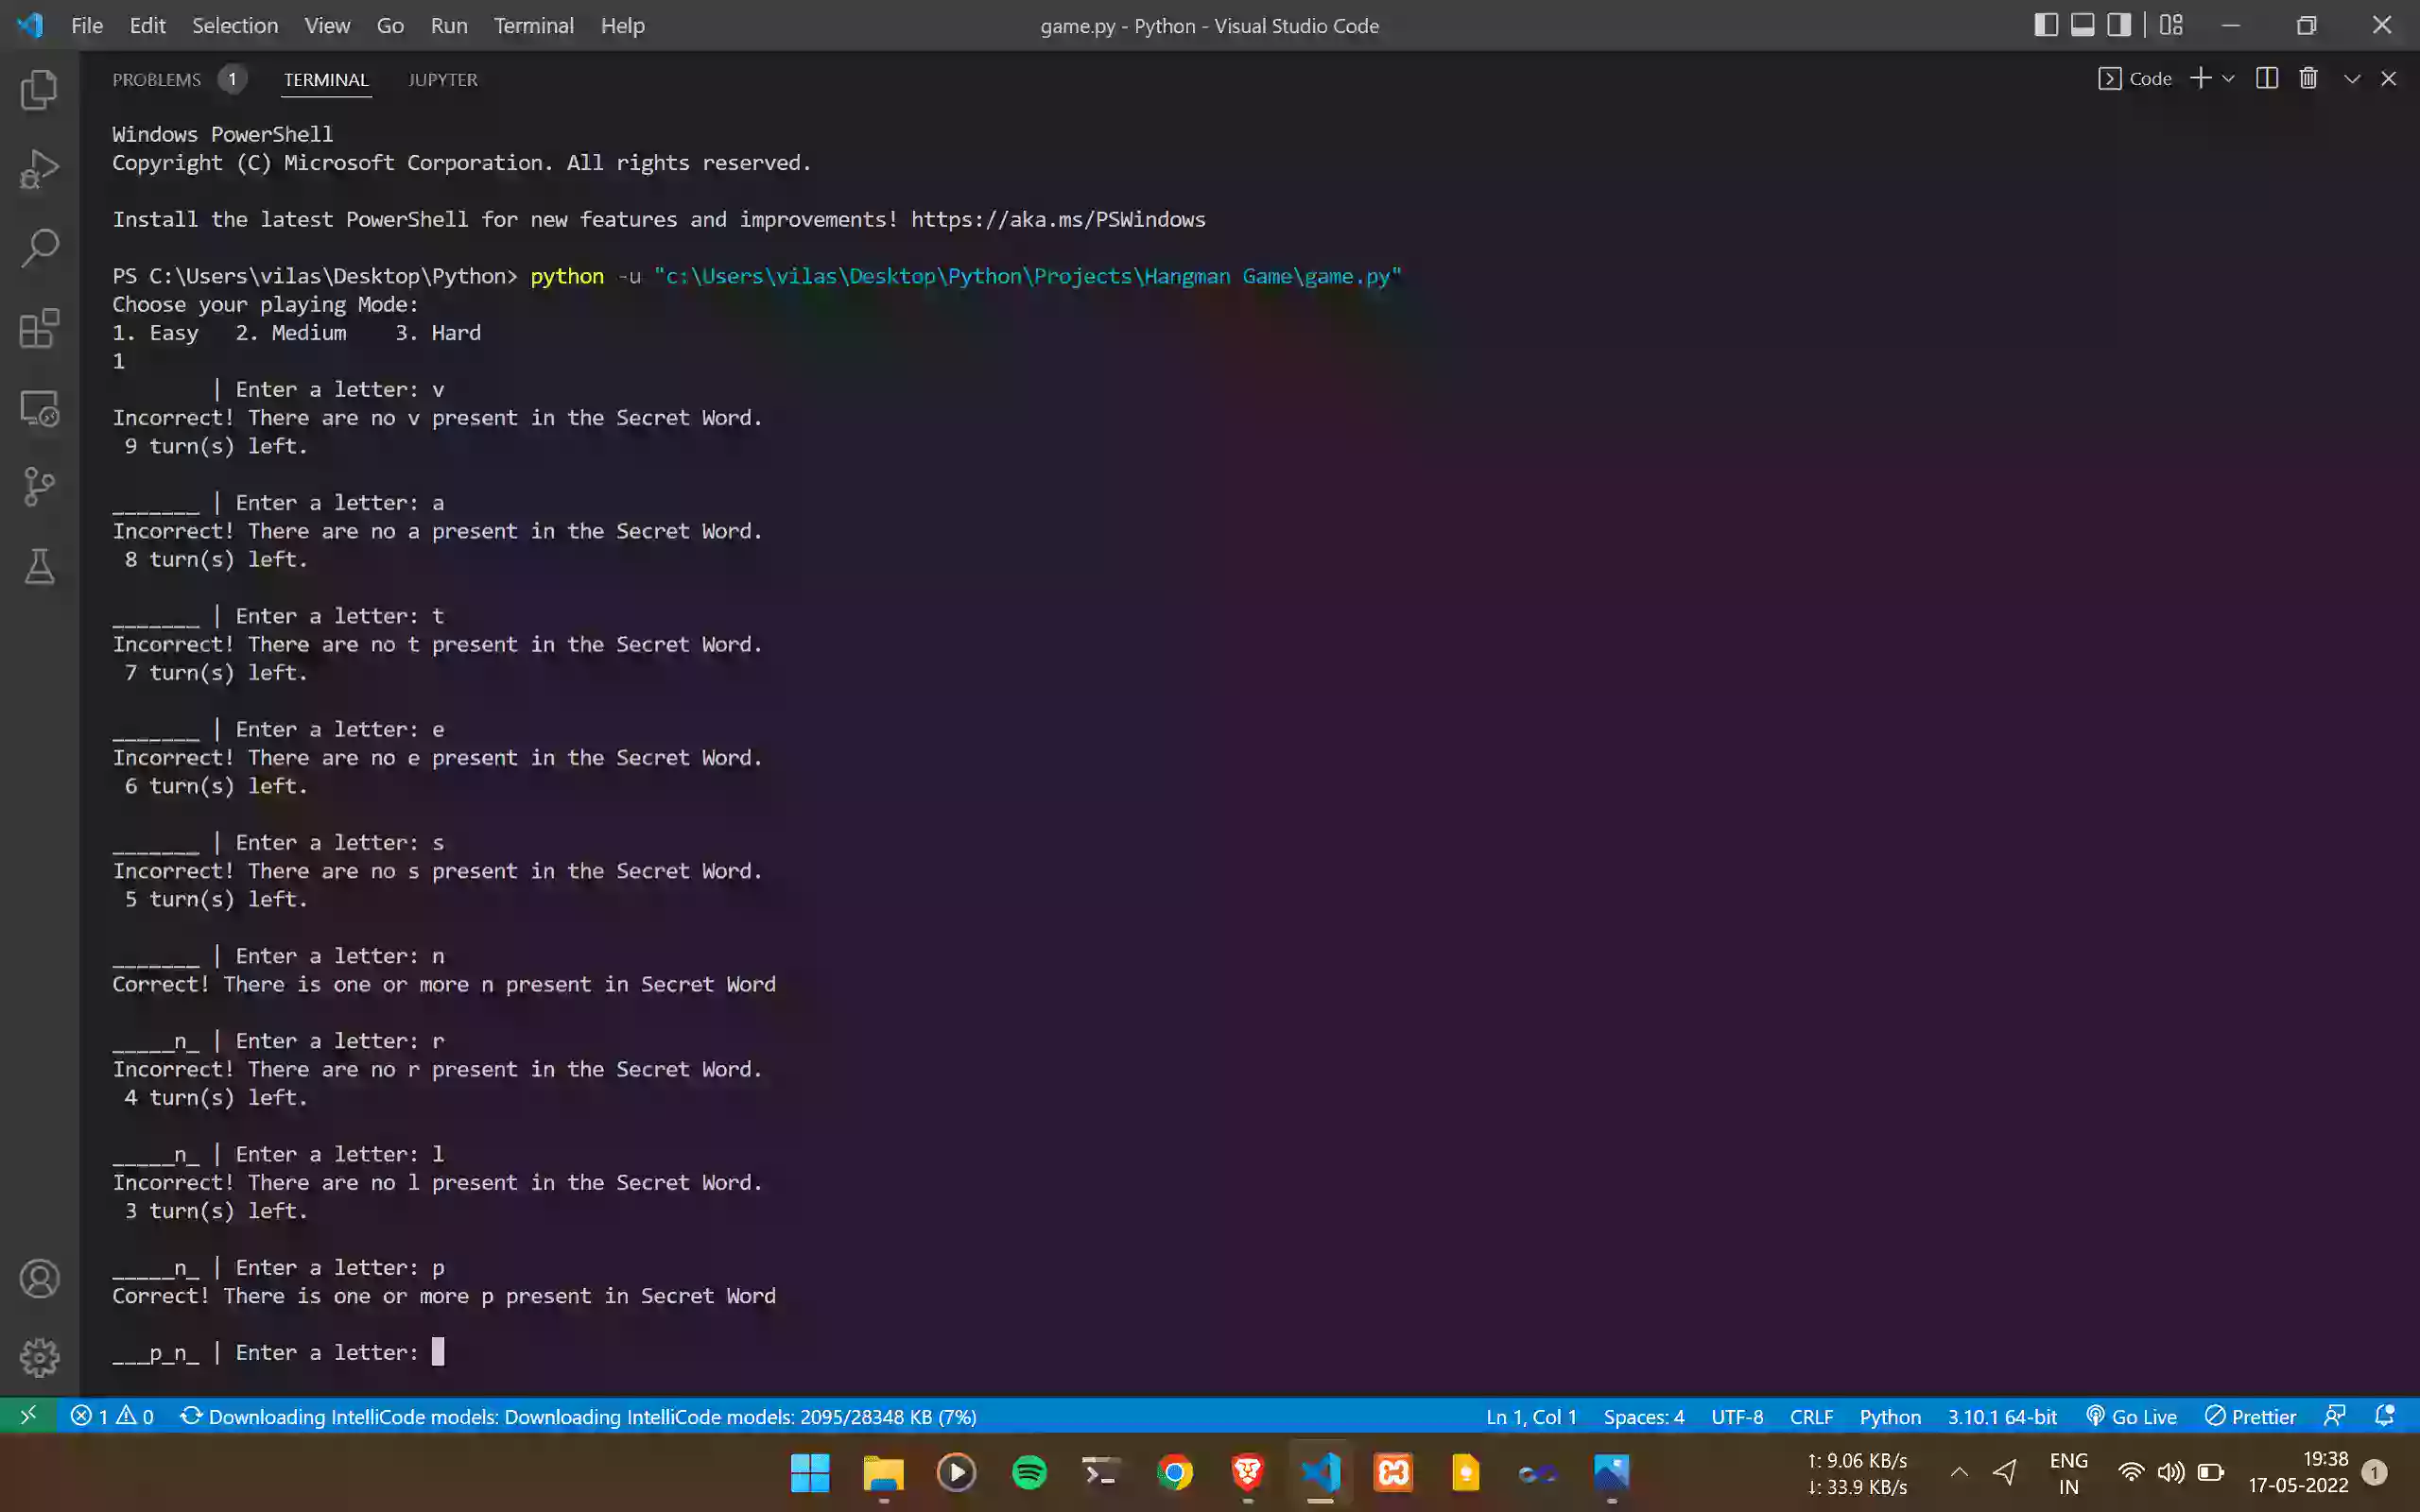 File Edit Selection View Go Run Terminal Help game.py - Python - Visual Studio Code
PROBLEMS 1 TERMINAL JUPYTER Code
Windows PowerShell
Copyright (C) Microsoft Corporation. All rights reserved.
Install the latest PowerShell for new features and improvements! https://aka.ms/PSWindows
PS C:\Users\vilas\Desktop\Python> python -u "c:\Users\vilas\Desktop\Python\Projects\Hangman Game\game.py"
Choose your playing Mode:
1. Easy 2. Medium 3. Hard
1
| Enter a letter: v
Incorrect! There are no v present in the Secret Word.
9 turn(s) left.
_______ | Enter a letter: a
Incorrect! There are no a present in the Secret Word.
8 turn(s) left.
_______ | Enter a letter: t
Incorrect! There are no t present in the Secret Word.
7 turn(s) left.
_______ | Enter a letter: e
Incorrect! There are no e present in the Secret Word.
6 turn(s) left.
_______ | Enter a letter: s
Incorrect! There are no s present in the Secret Word.
5 turn(s) left.
_______ | Enter a letter: n
Correct! There is one or more n present in Secret Word
_____n_ | Enter a letter: r
Incorrect! There are no r present in the Secret Word.
4 turn(s) left.
_____n_ | Enter a letter: l
Incorrect! There are no l present in the Secret Word.
3 turn(s) left.
_____n_ | Enter a letter: p
Correct! There is one or more p present in Secret Word
___p_n_ | Enter a letter:
1 0 Downloading IntelliCode models: Downloading IntelliCode models: 2095/28348 KB (7%) Ln 1, Col 1 Spaces: 4 UTF-8 CRLF Python 3.10.1 64-bit Go Live Prettier
↑: 9.06 KB/s ENG 19:38
↓: 33.9 KB/s IN 17-05-2022 1